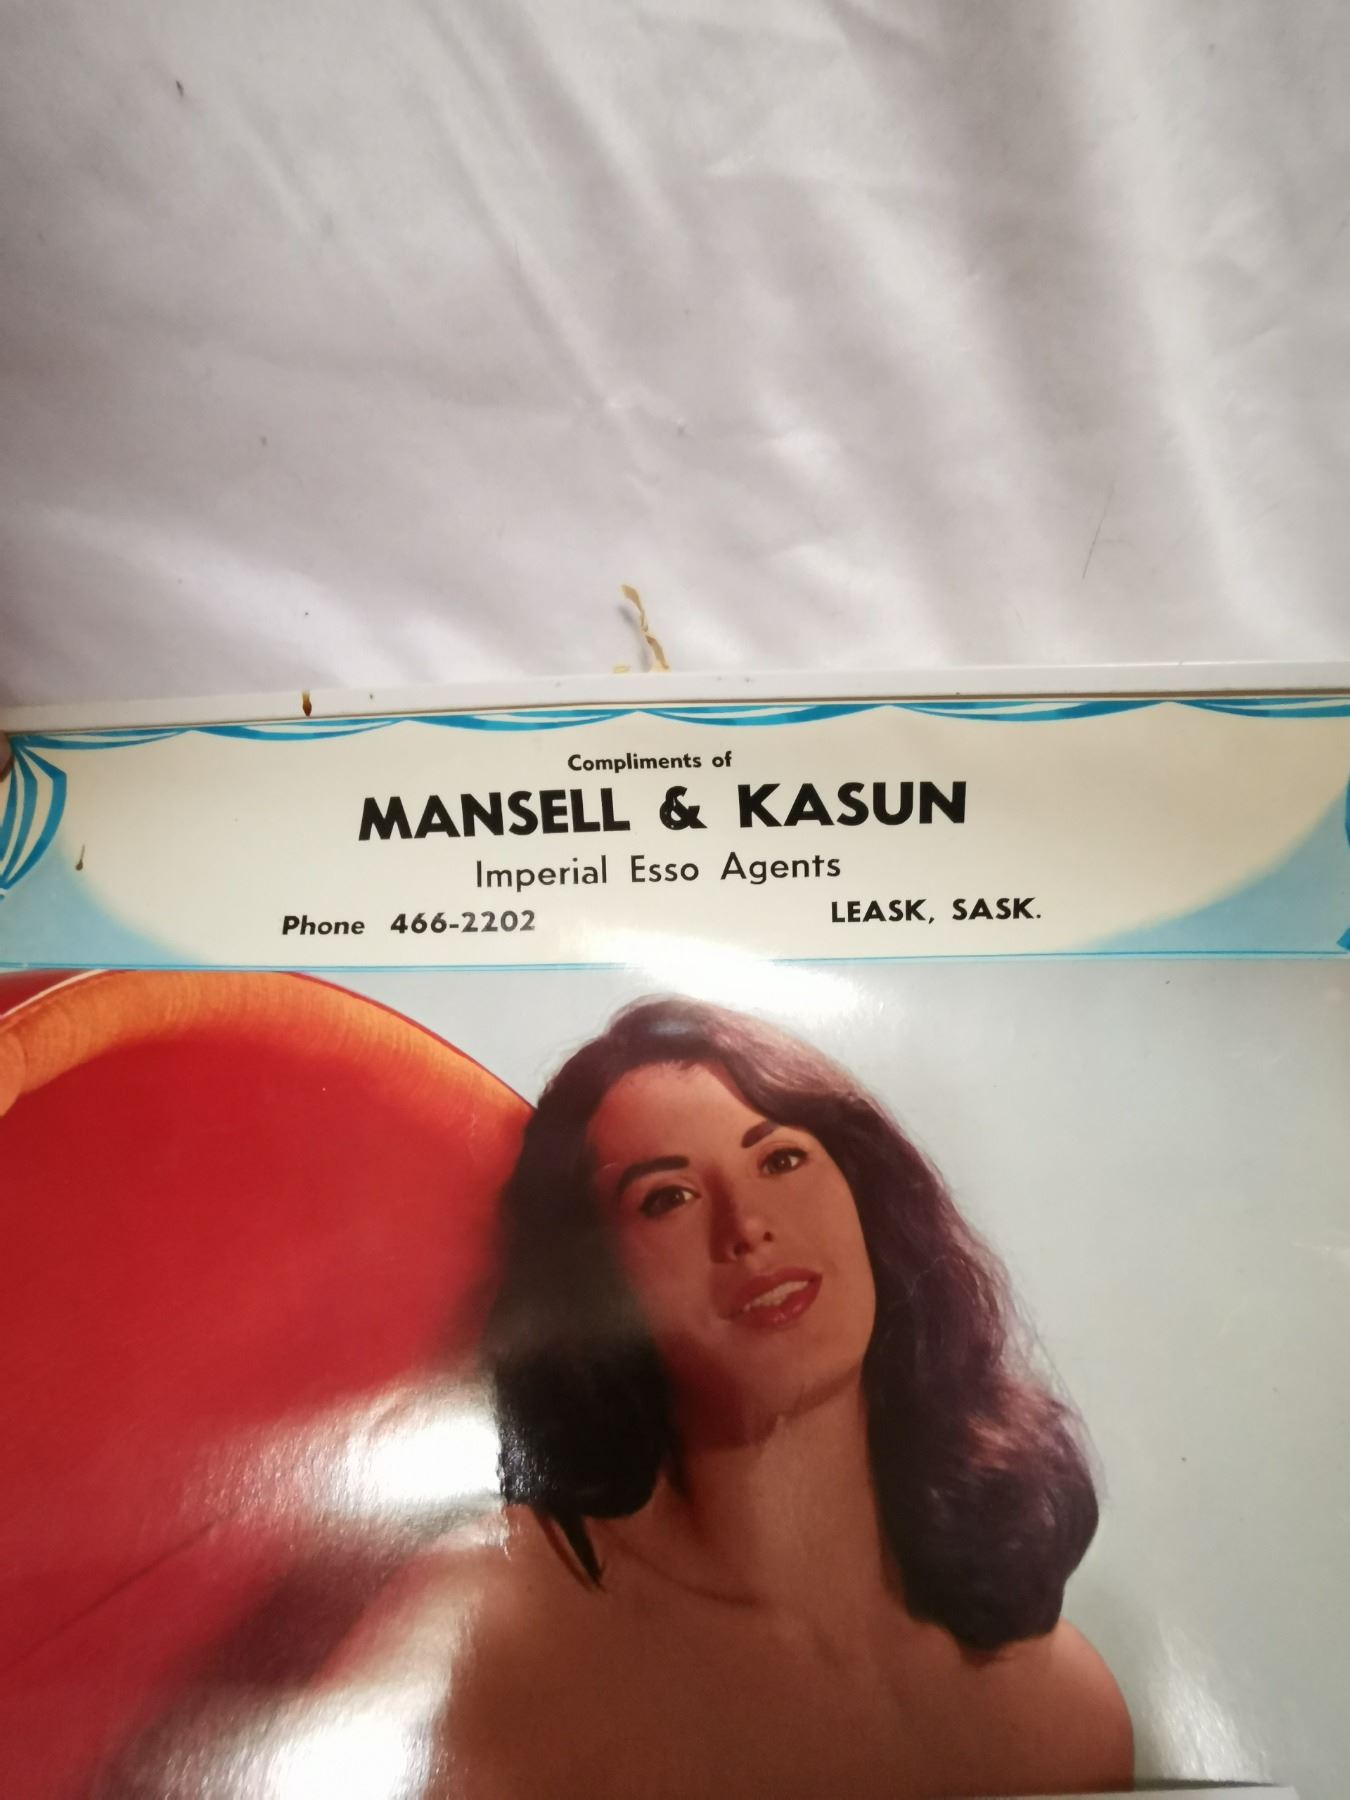 Compliments of
MANSELL & KASUN
Imperial Esso Agents
Phone 466-2202 LEASK, SASK.